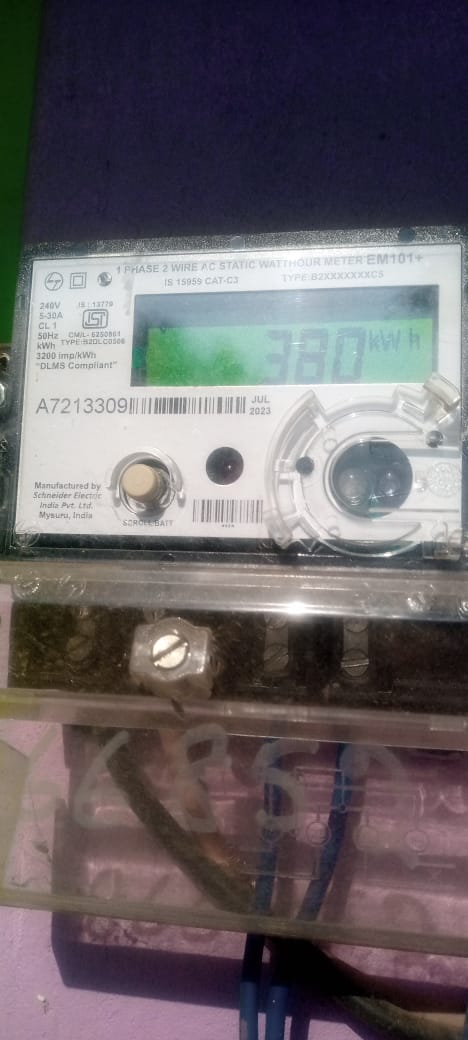 1 PHASE 2 WIRE AC STATIC WATTHOUR METER EM101+
IS 15959 CAT-C3 TYPE:B2XXXXXXXC5
240V
5-30A
CL 1
50Hz
kWh
3200 imp/kWh
"DLMS Compliant"
IS : 13779
ISI
CM/L- 6250861
TYPE:B2DLC0506
380 kWh
A7213309
JUL
2023
Manufactured by
Schneider Electric
India Pvt. Ltd.
Mysuru, India
SCROLL/BATT